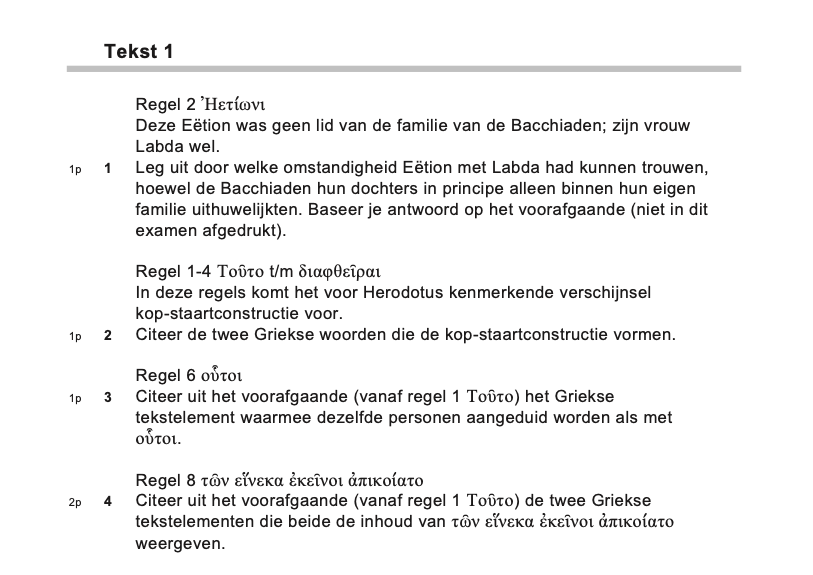 Tekst 1
Regel 2 Ἠετίωνι
Deze Eëtion was geen lid van de familie van de Bacchiaden; zijn vrouw
Labda wel.
1p 1 Leg uit door welke omstandigheid Eëtion met Labda had kunnen trouwen,
hoewel de Bacchiaden hun dochters in principe alleen binnen hun eigen
familie uithuwelijkten. Baseer je antwoord op het voorafgaande (niet in dit
examen afgedrukt).
Regel 1-4 Τοῦτο t/m διαφθεῖραι
In deze regels komt het voor Herodotus kenmerkende verschijnsel
kop-staartconstructie voor.
1p 2 Citeer de twee Griekse woorden die de kop-staartconstructie vormen.
Regel 6 οὗτοι
1p 3 Citeer uit het voorafgaande (vanaf regel 1 Τοῦτο) het Griekse
tekstelement waarmee dezelfde personen aangeduid worden als met
οὗτοι.
Regel 8 τῶν εἵνεκα ἐκεῖνοι ἀπικοίατο
2p 4 Citeer uit het voorafgaande (vanaf regel 1 Τοῦτο) de twee Griekse
tekstelementen die beide de inhoud van τῶν εἵνεκα ἐκεῖνοι ἀπικοίατο
weergeven.